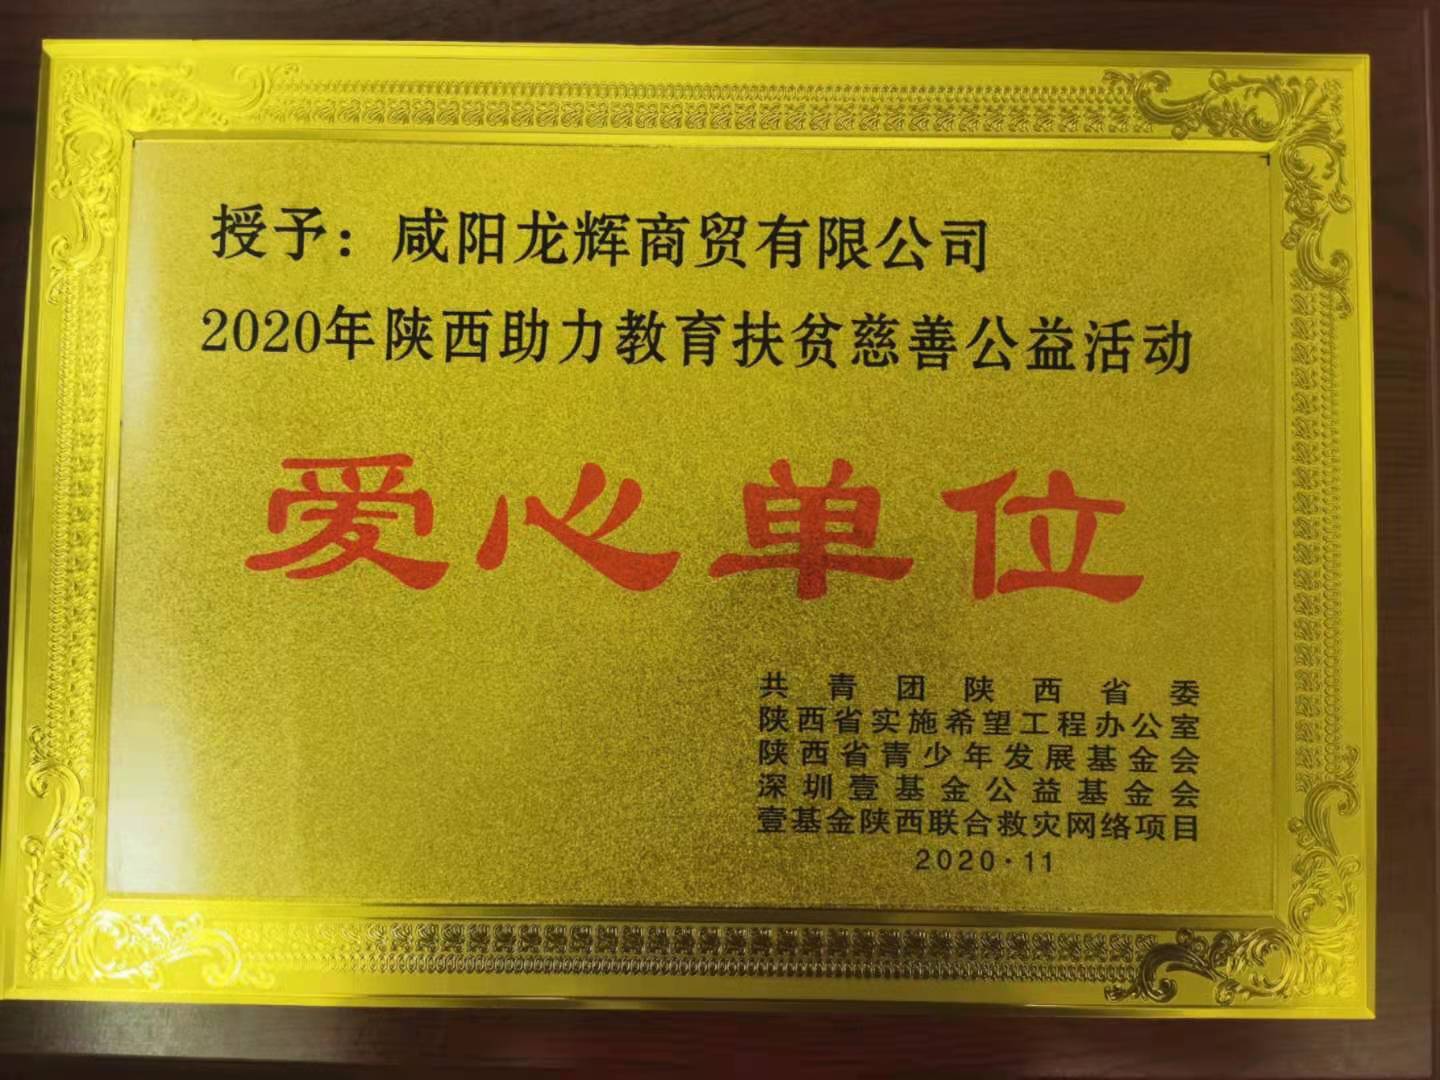 授予：咸阳龙辉商贸有限公司
2020年陕西助力教育扶贫慈善公益活动
爱心单位
共青团陕西省委
陕西省实施希望工程办公室
陕西省青少年发展基金会
深圳壹基金公益基金会
壹基金陕西联合救灾网络项目
2020·11